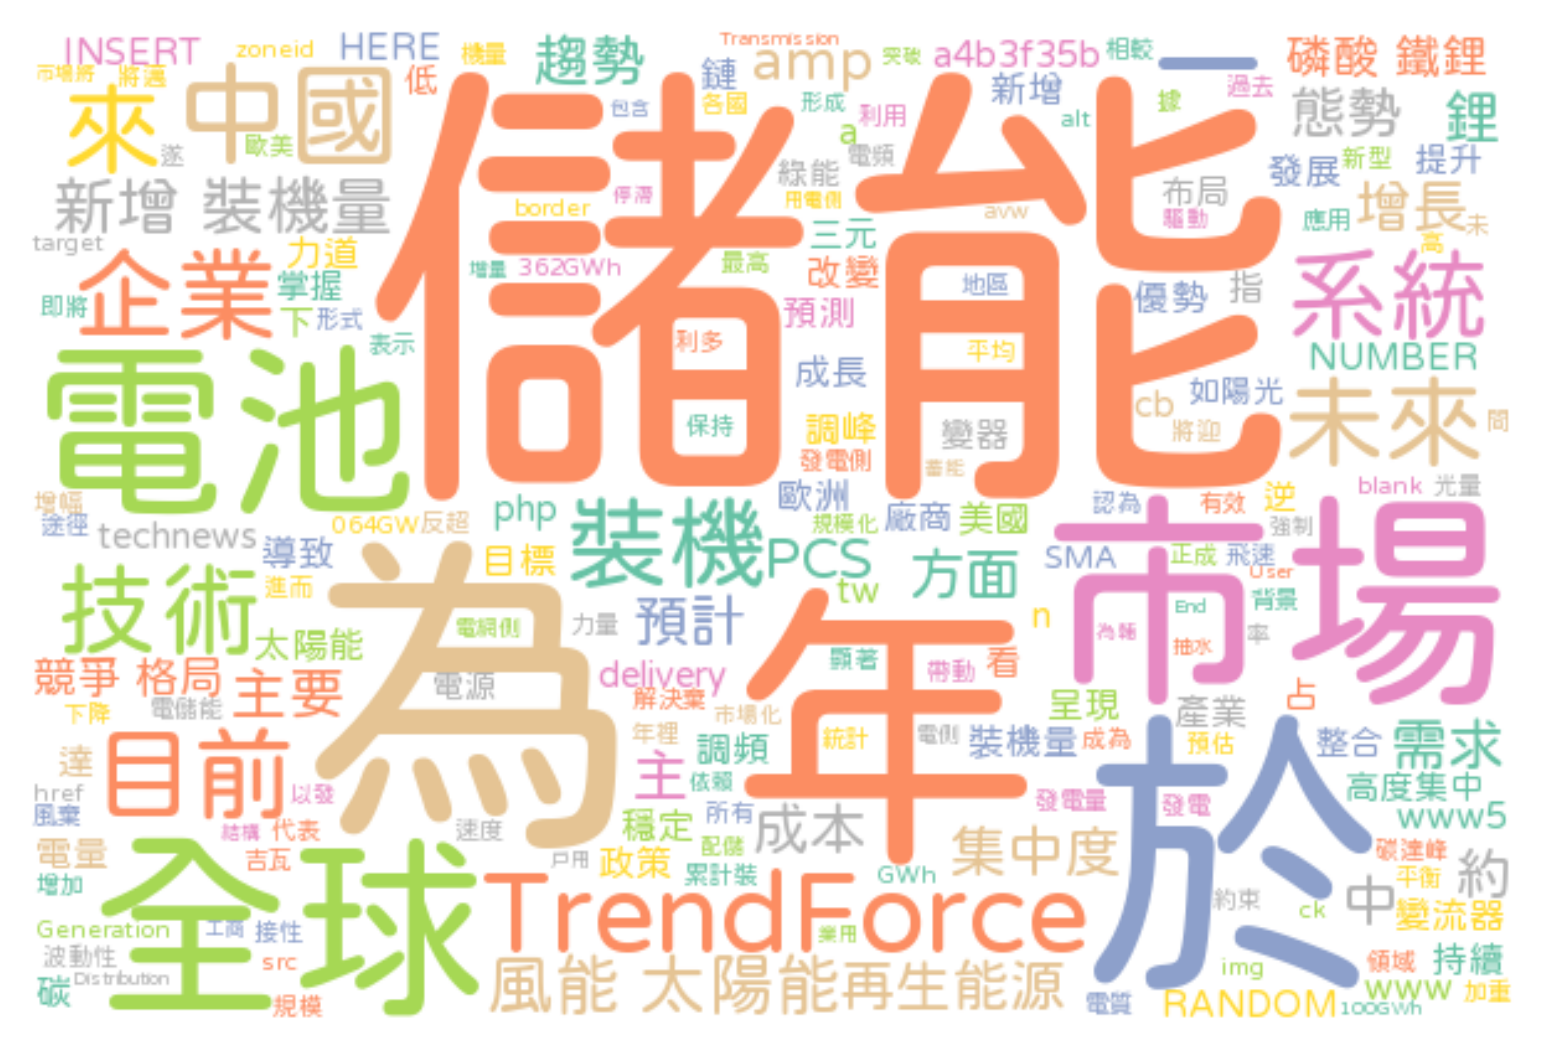 INSERT
zoneid
HERE
機量
趨勢
Transmission
amp
突破
a4b3f35b
相較
一
磷酸 鐵鋰
市場將
將邁
中國
低
鏈
新增
過去
態勢
鋰
來
歐美
遂
儲能
包含
各國
形成
利用
a
alt
據
電頻
綠能
發展
新型
提升
新增 裝機量
停滯
用電側
布局
驅動
應用
增長
未
border
avw
target
力道
企業
掌握
增量
362GWh
最高
三元
改變
地區
優勢
指
高
系統
即將
下
形式
表示
利多
預測
平均
NUMBER
電池
成長
如陽光
未來
保持
調峰
變器
cb
將迎
間
發電側
蓄能
增幅
途徑
technews
064GW
反超
php
裝機
歐洲
規模化
廠商
美國
認為
有效
逆
blank
光量
強制
市場
導致
目標
PCS
方面
SMA
正成
飛速
User
技術
進而
為
tw
n
End
背景
太陽能
電網側
力量
預計
年
為輔
抽水
率
競爭 格局
主要
電源
delivery
顯著
帶動
看
解決棄
呈現
占
下降
電儲能
年裡
市場化
統計
電側
裝機量
成為
產業
預估
整合
需求
達
目前
主
調頻
依賴
於
高度集中
href
以發
風棄
結構
代表
速度
穩定
所有
成本
發電量
發電
www5
電量
吉瓦
戶用
政策
配儲
集中度
碳達峰
約
增加
全球
累計裝
GWh
平衡
中
約束
ck
變流器
Generation
工商
接性
TrendForce
業用
波動性
Distribution
src
img
領域
持續
碳
規模
風能 太陽能
再生能源
電質
RANDOM
www
100GWh
加重